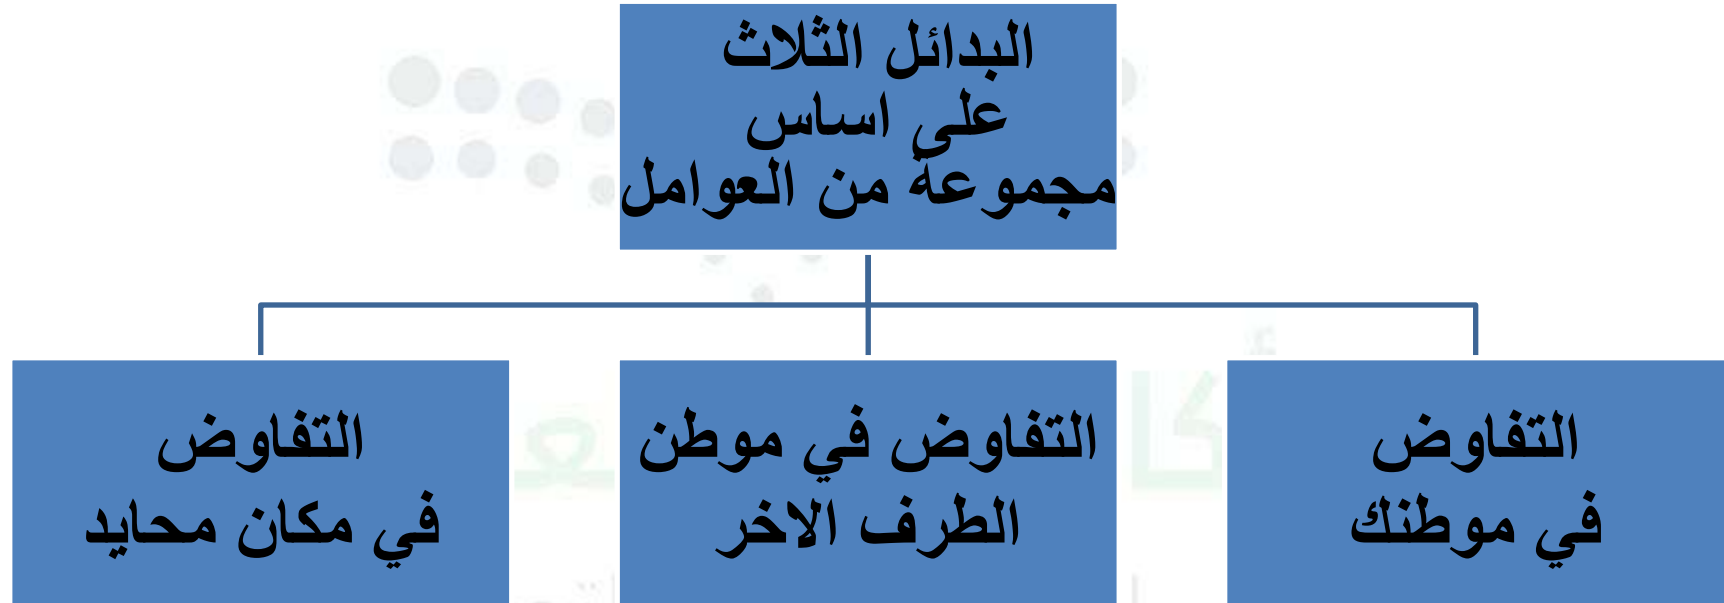 البدائل الثلاث
على اساس
مجموعة من العوامل
التفاوض
في موطنك
التفاوض في موطن
الطرف الاخر
التفاوض
في مكان محايد